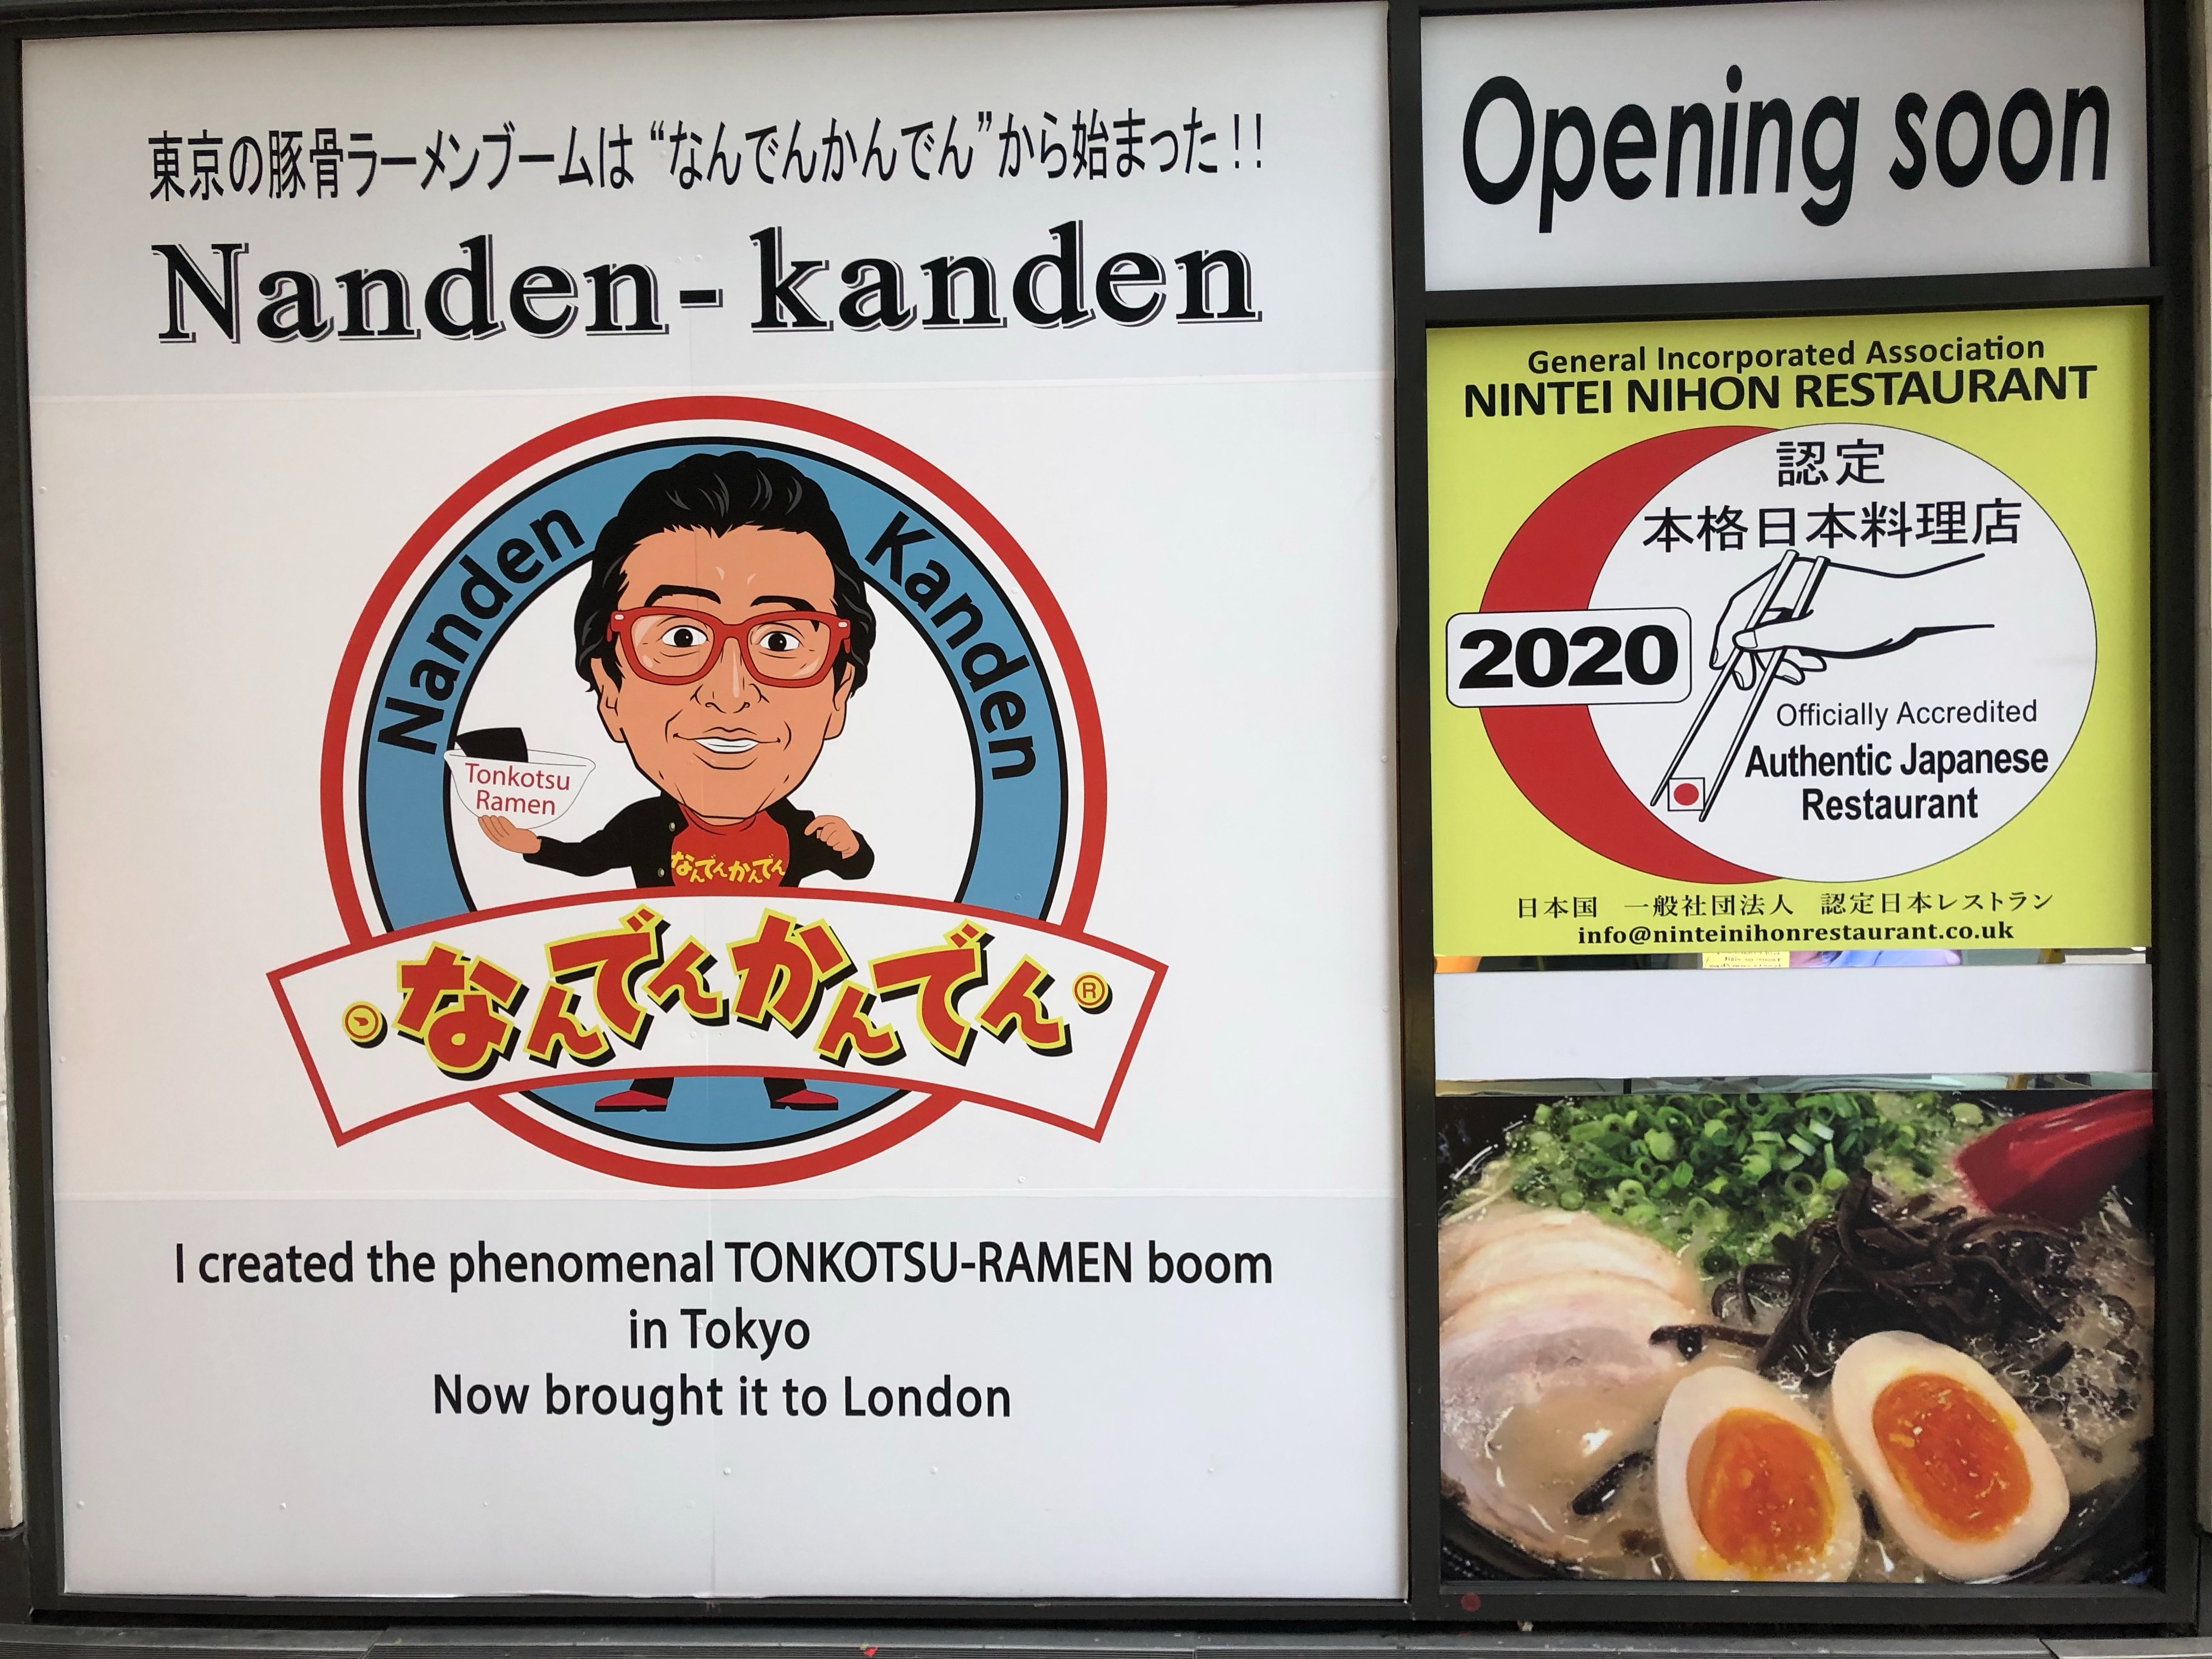 東京の豚骨ラーメンブームは“なんでんかんでん”から始まった!!
Nanden-kanden
Nanden Kanden
Tonkotsu
Ramen
なんでんかんでん
なんでんかんでん®
I created the phenomenal TONKOTSU-RAMEN boom
in Tokyo
Now brought it to London
Opening soon
General Incorporated Association
NINTEI NIHON RESTAURANT
認定
本格日本料理店
2020
Officially Accredited
Authentic Japanese
Restaurant
日本国 一般社団法人 認定日本レストラン
info@ninteinihonrestaurant.co.uk